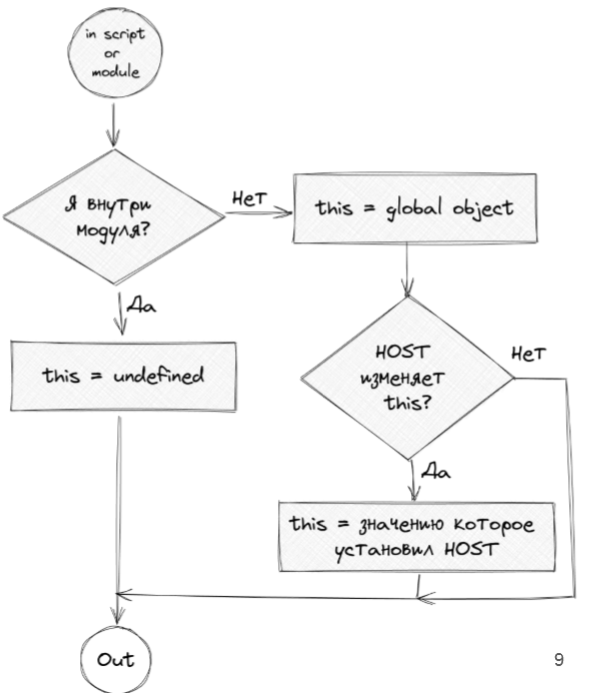 in script
or
module
Я внутри
модуля?
Нет
this = global object
Да
this = undefined
HOST
изменяет
this?
Нет
Да
this = значению которое
установил HOST
Out
9